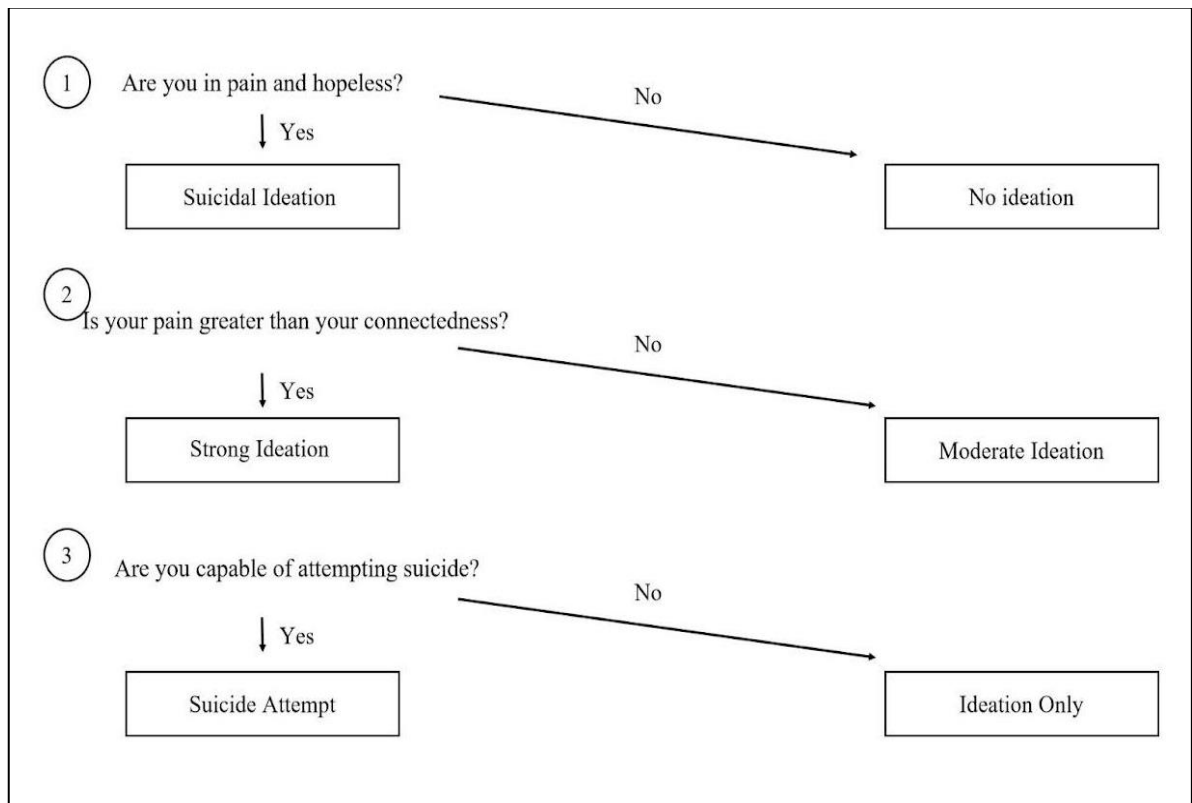 1
Are you in pain and hopeless?
No
Yes
Suicidal Ideation
No ideation
2
Is your pain greater than your connectedness?
No
Yes
Strong Ideation
Moderate Ideation
3
Are you capable of attempting suicide?
No
Yes
Suicide Attempt
Ideation Only